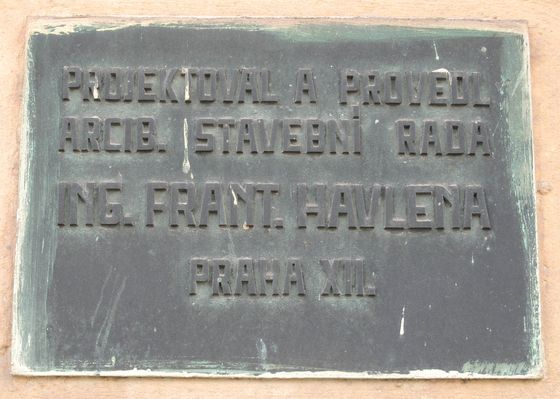 PROJEKTOVAL A PROVEDL
ARCIB. STAVEBNÍ RADA
ING. FRANT. HAVLENA
PRAHA XII.